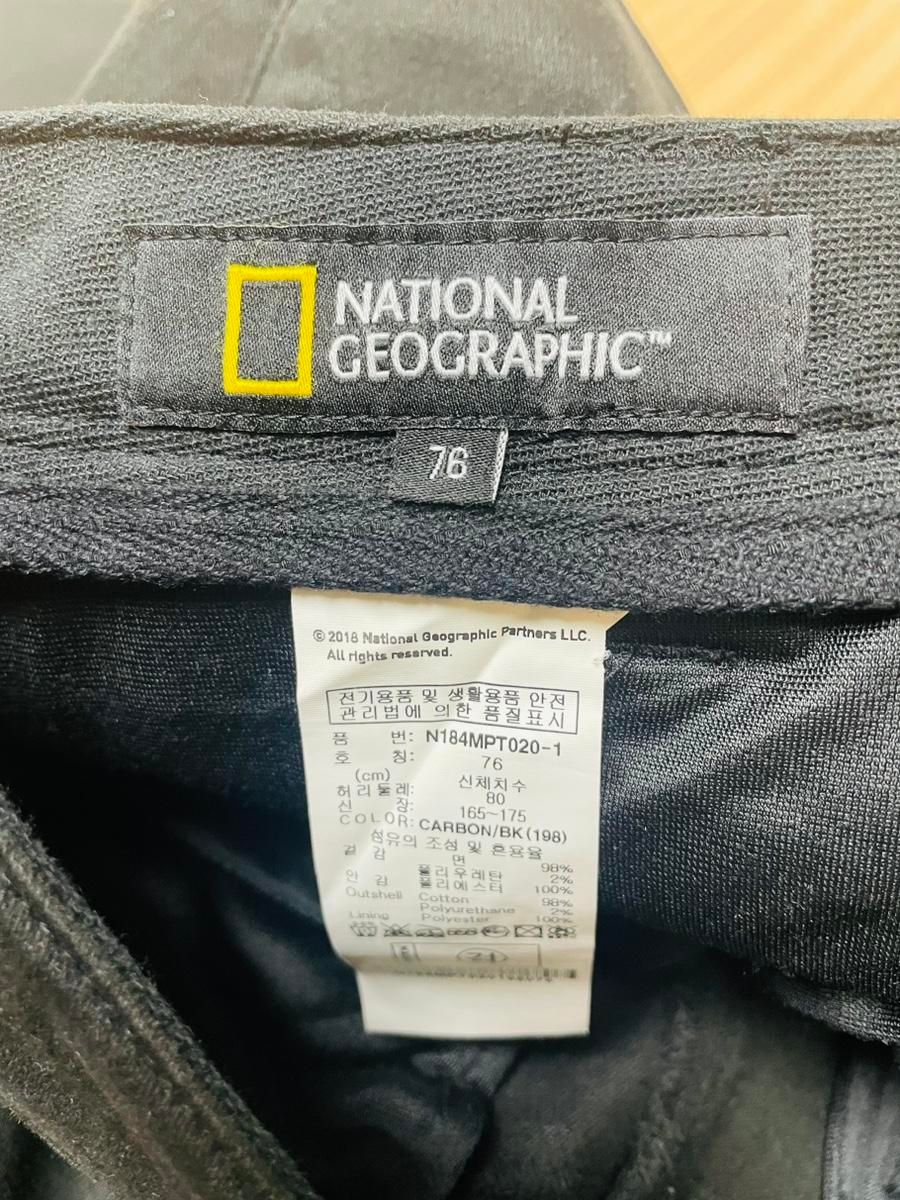 NATIONAL
GEOGRAPHIC™
76
© 2018 National Geographic Partners LLC.
All rights reserved.
전기용품 및 생활용품 안전
관리법에 의한 품질표시
품 번: N184MPT020-1
호 칭: 76
(cm) 신체치수
허리둘레: 80
신 장: 165~175
COLOR: CARBON/BK(198)
섬유의 조성 및 혼용율
겉 감 면 98%
폴리우레탄 2%
안 감 폴리에스터 100%
Outshell Cotton 98%
Polyurethane 2%
Lining Polyester 100%